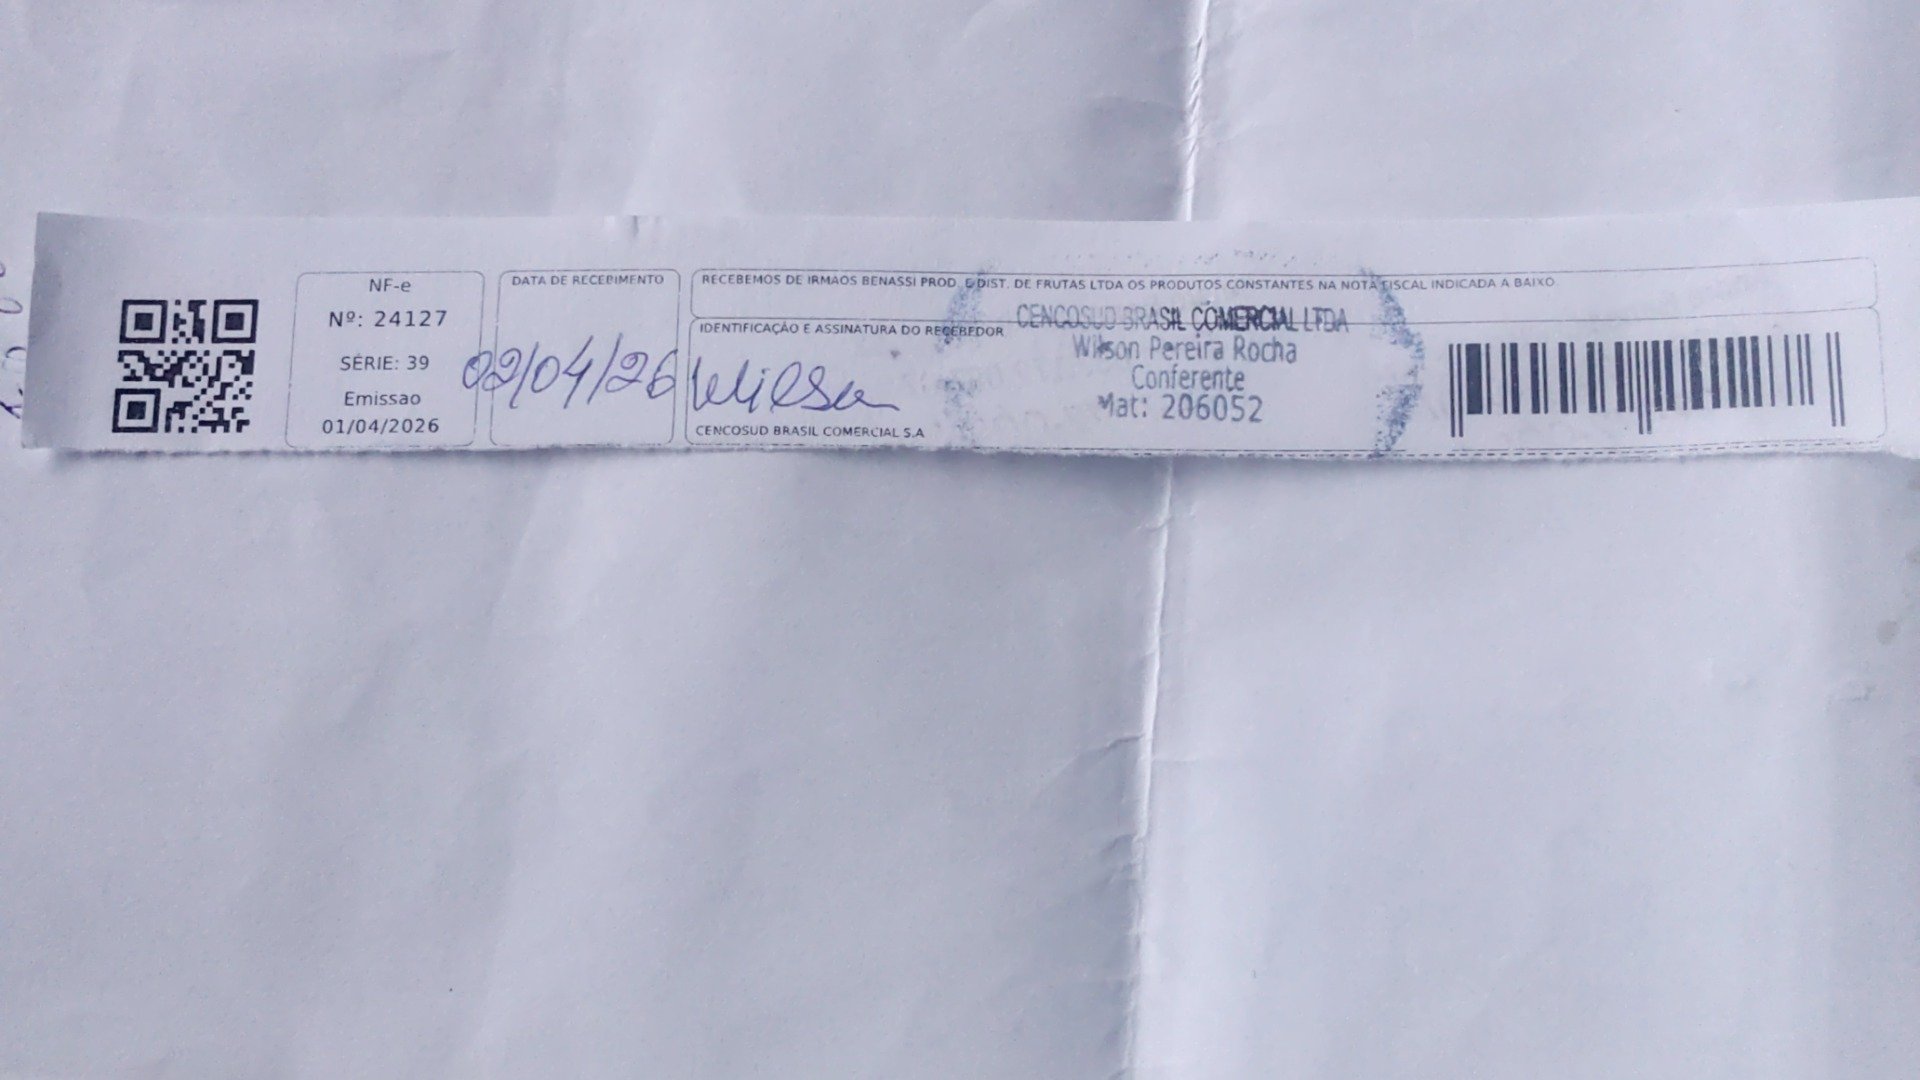 NF-e
Nº: 24127
SÉRIE: 39
Emissao
01/04/2026
DATA DE RECEBIMENTO
02/04/26
RECEBEMOS DE IRMAOS BENASSI PROD. E DIST. DE FRUTAS LTDA OS PRODUTOS CONSTANTES NA NOTA FISCAL INDICADA A BAIXO
IDENTIFICAÇÃO E ASSINATURA DO RECEBEDOR
Wilson
CENCOSUD BRASIL COMERCIAL S.A
CENCOSUD BRASIL COMERCIAL LTDA
Wilson Pereira Rocha
Conferente
Mat: 206052